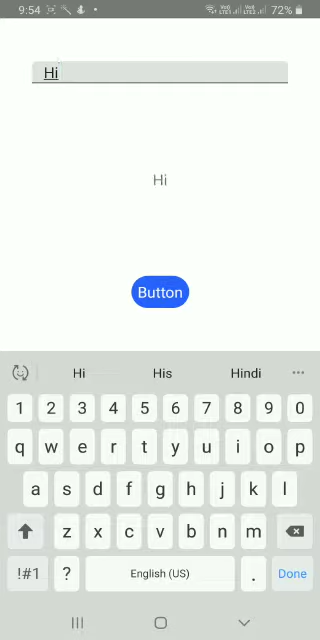 9:54 72%
Hi
Hi
Button
Hi His Hindi
1 2 3 4 5 6 7 8 9 0
q w e r t y u i o p
a s d f g h j k l
z x c v b n m
!#1 ? English (US) . Done